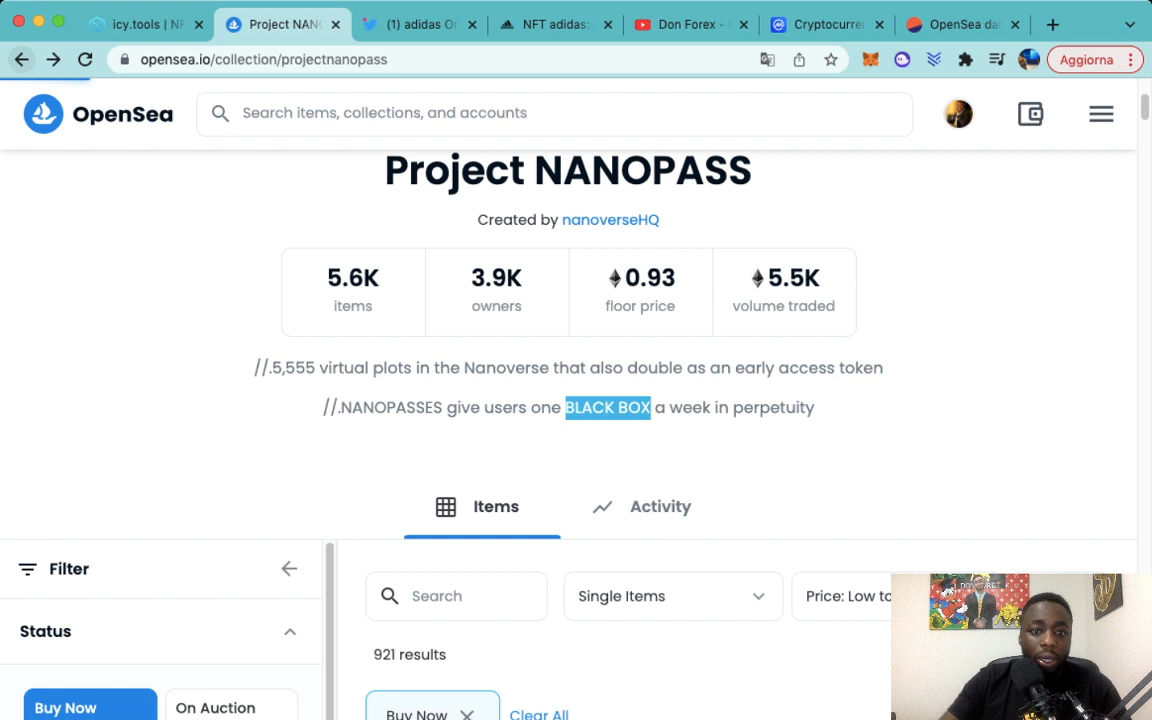 icy.tools | NF
Project NAN
(1) adidas Or
NFT adidas:
Don Forex -
Cryptocurrer
OpenSea da
opensea.io/collection/projectnanopass
Aggiorna
OpenSea
Search items, collections, and accounts
Project NANOPASS
Created by nanoverseHQ
5.6K
3.9K
0.93
5.5K
items
owners
floor price
volume traded
//.5,555 virtual plots in the Nanoverse that also double as an early access token
//.NANOPASSES give users one BLACK BOX a week in perpetuity
Items
Activity
Filter
Search
Single Items
Price: Low to
Status
921 results
Buy Now
On Auction
Buy Now
Clear All